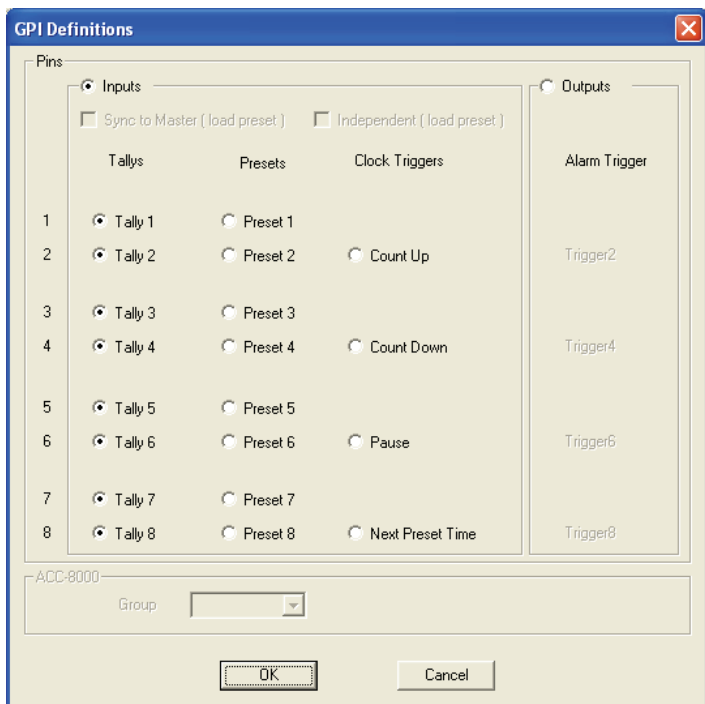 GPI Definitions
Pins
Inputs
Outputs
Sync to Master ( load preset )
Independent ( load preset )
Tallys
Presets
Clock Triggers
Alarm Trigger
1 Tally 1 Preset 1
2 Tally 2 Preset 2 Count Up Trigger2
3 Tally 3 Preset 3
4 Tally 4 Preset 4 Count Down Trigger4
5 Tally 5 Preset 5
6 Tally 6 Preset 6 Pause Trigger6
7 Tally 7 Preset 7
8 Tally 8 Preset 8 Next Preset Time Trigger8
ACC-8000
Group
OK Cancel